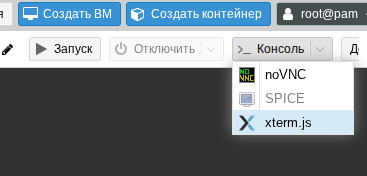 Создать ВМ Создать контейнер root@pam
Запуск Отключить >_ Консоль
noVNC
SPICE
xterm.js